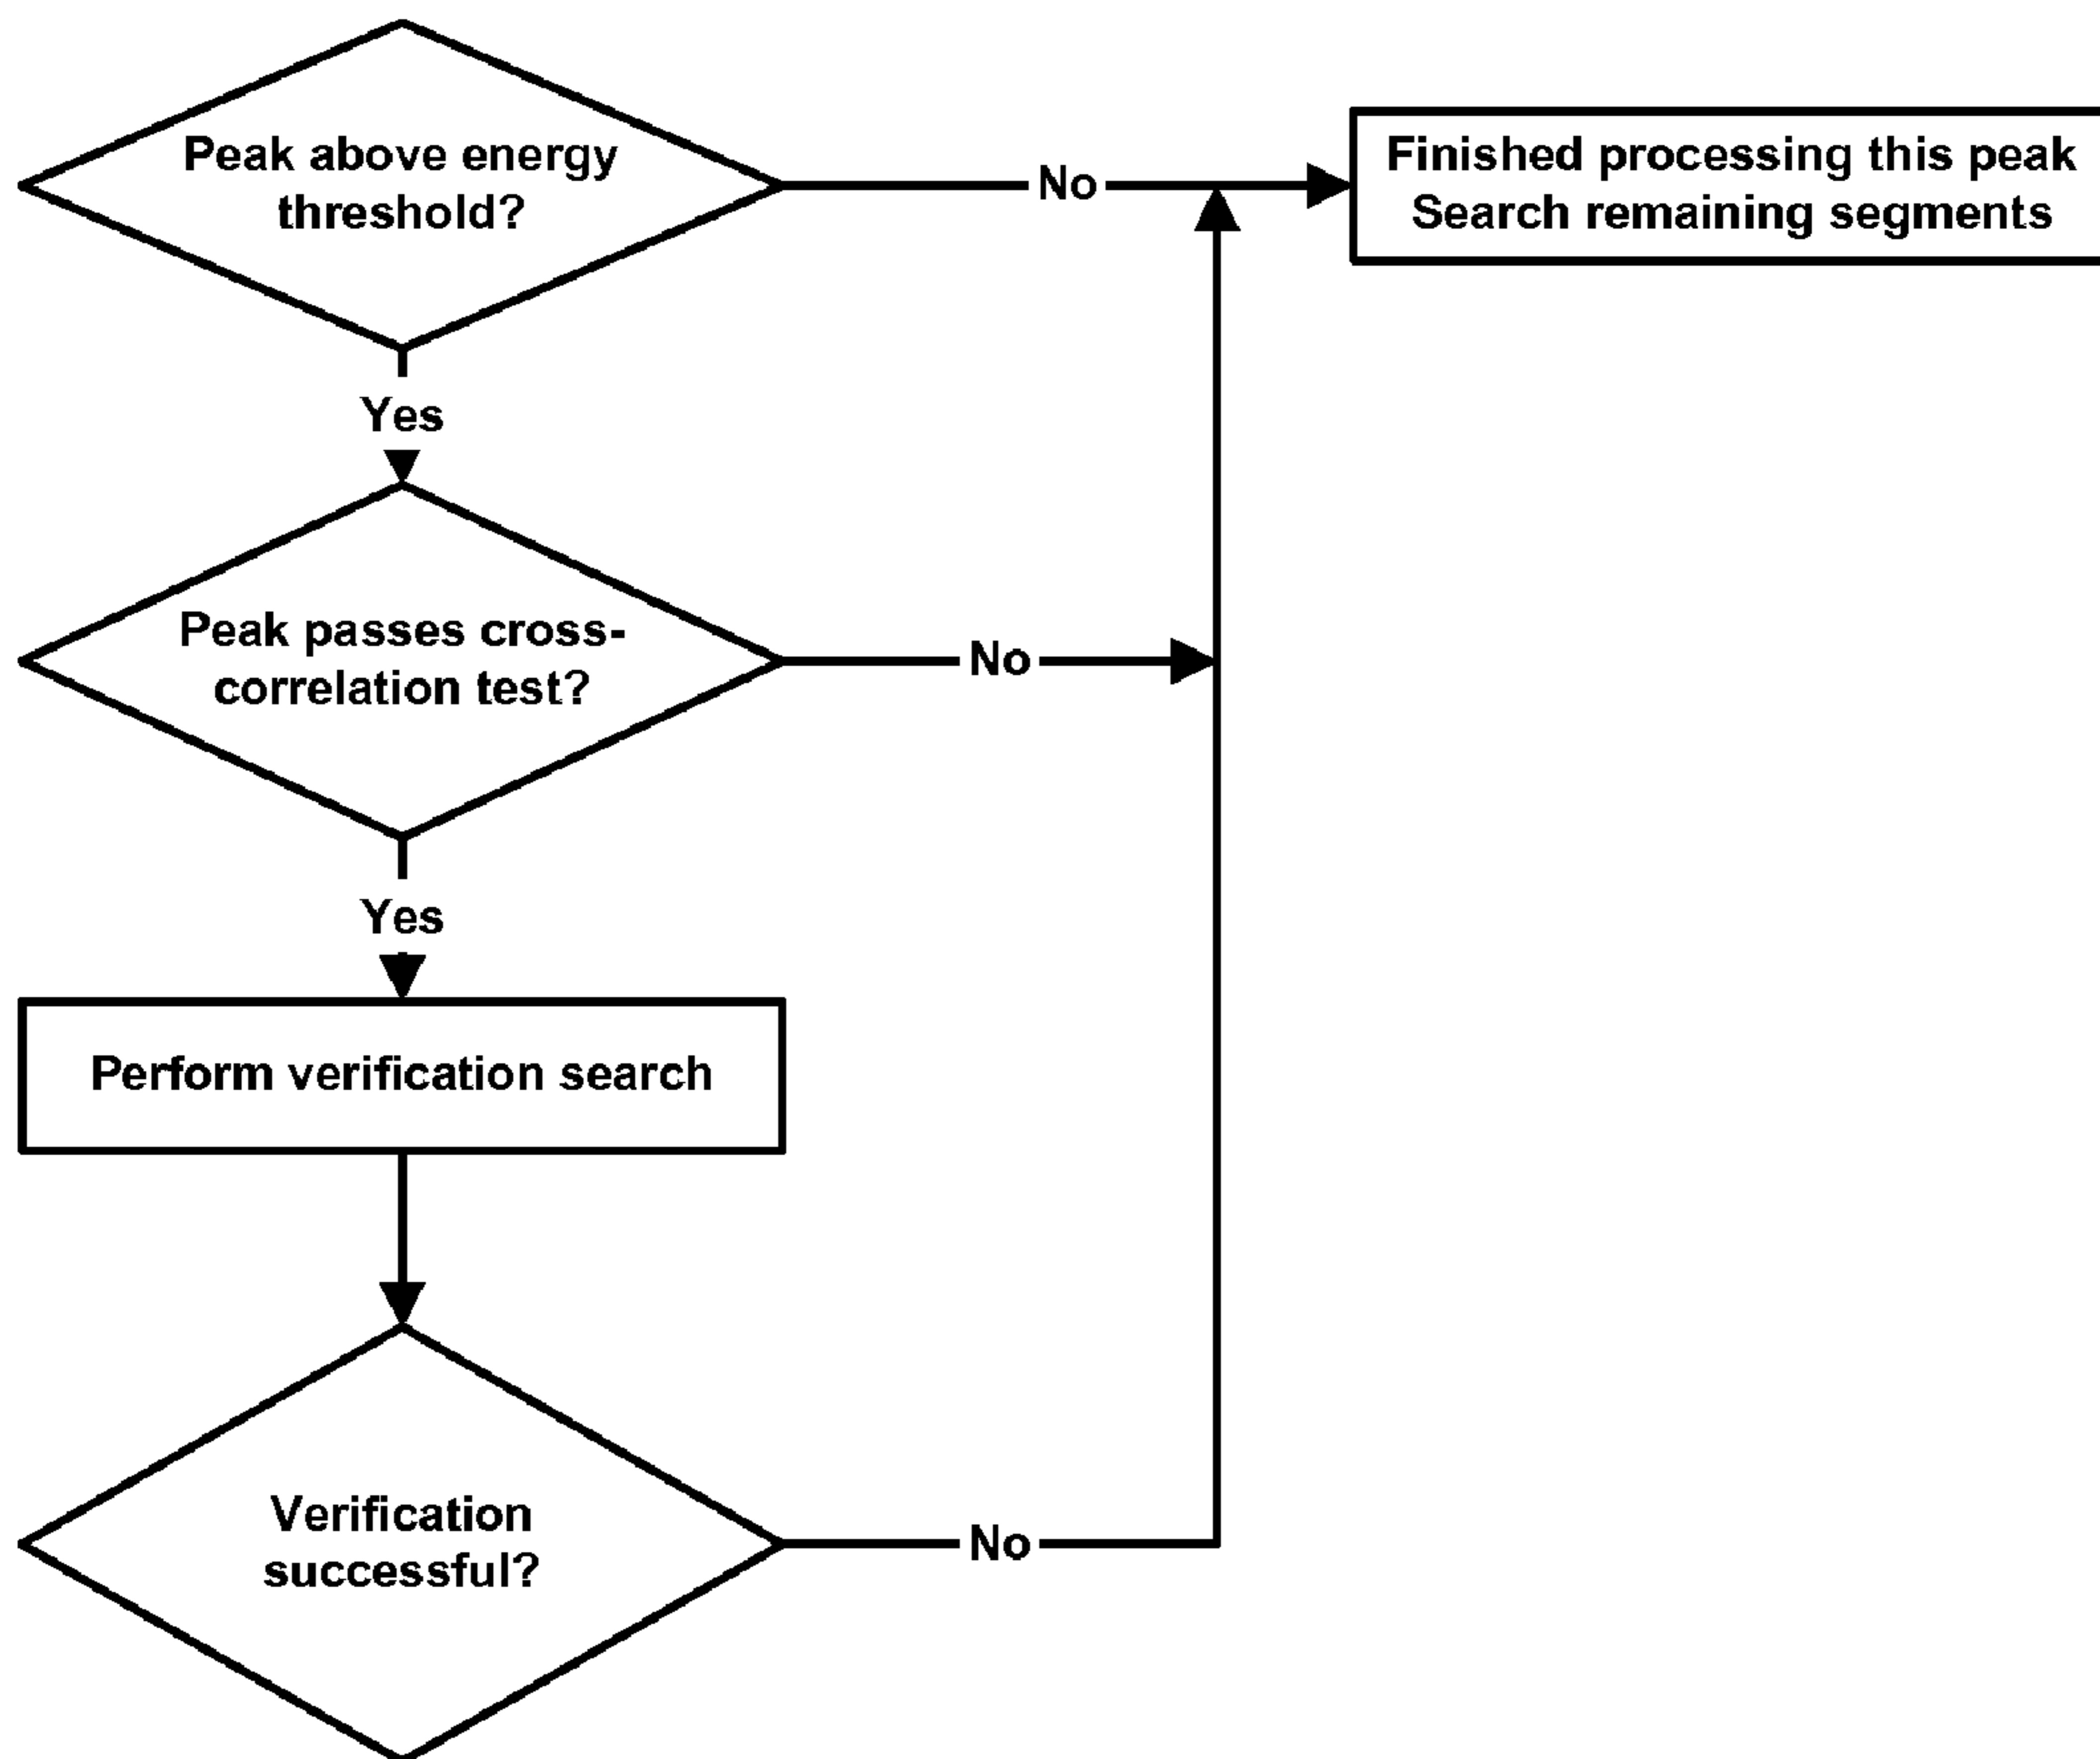 Peak above energy
threshold?
No
Finished processing this peak
Search remaining segments
Yes
Peak passes cross-
correlation test?
No
Yes
Perform verification search
Verification
successful?
No